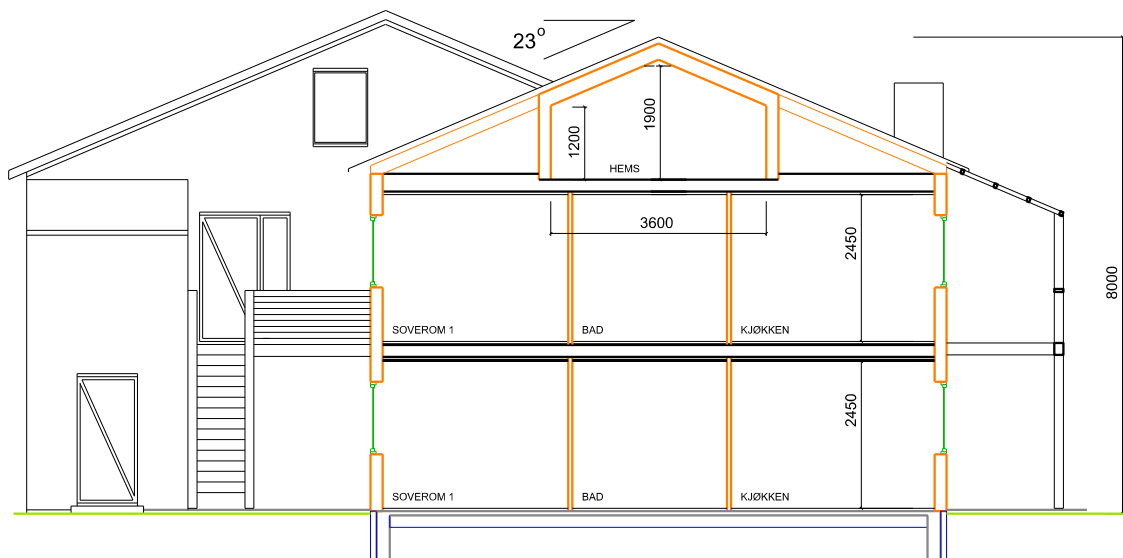 23°
1900
1200
HEMS
3600
2450
8000
SOVEROM 1
BAD
KJØKKEN
2450
SOVEROM 1
BAD
KJØKKEN